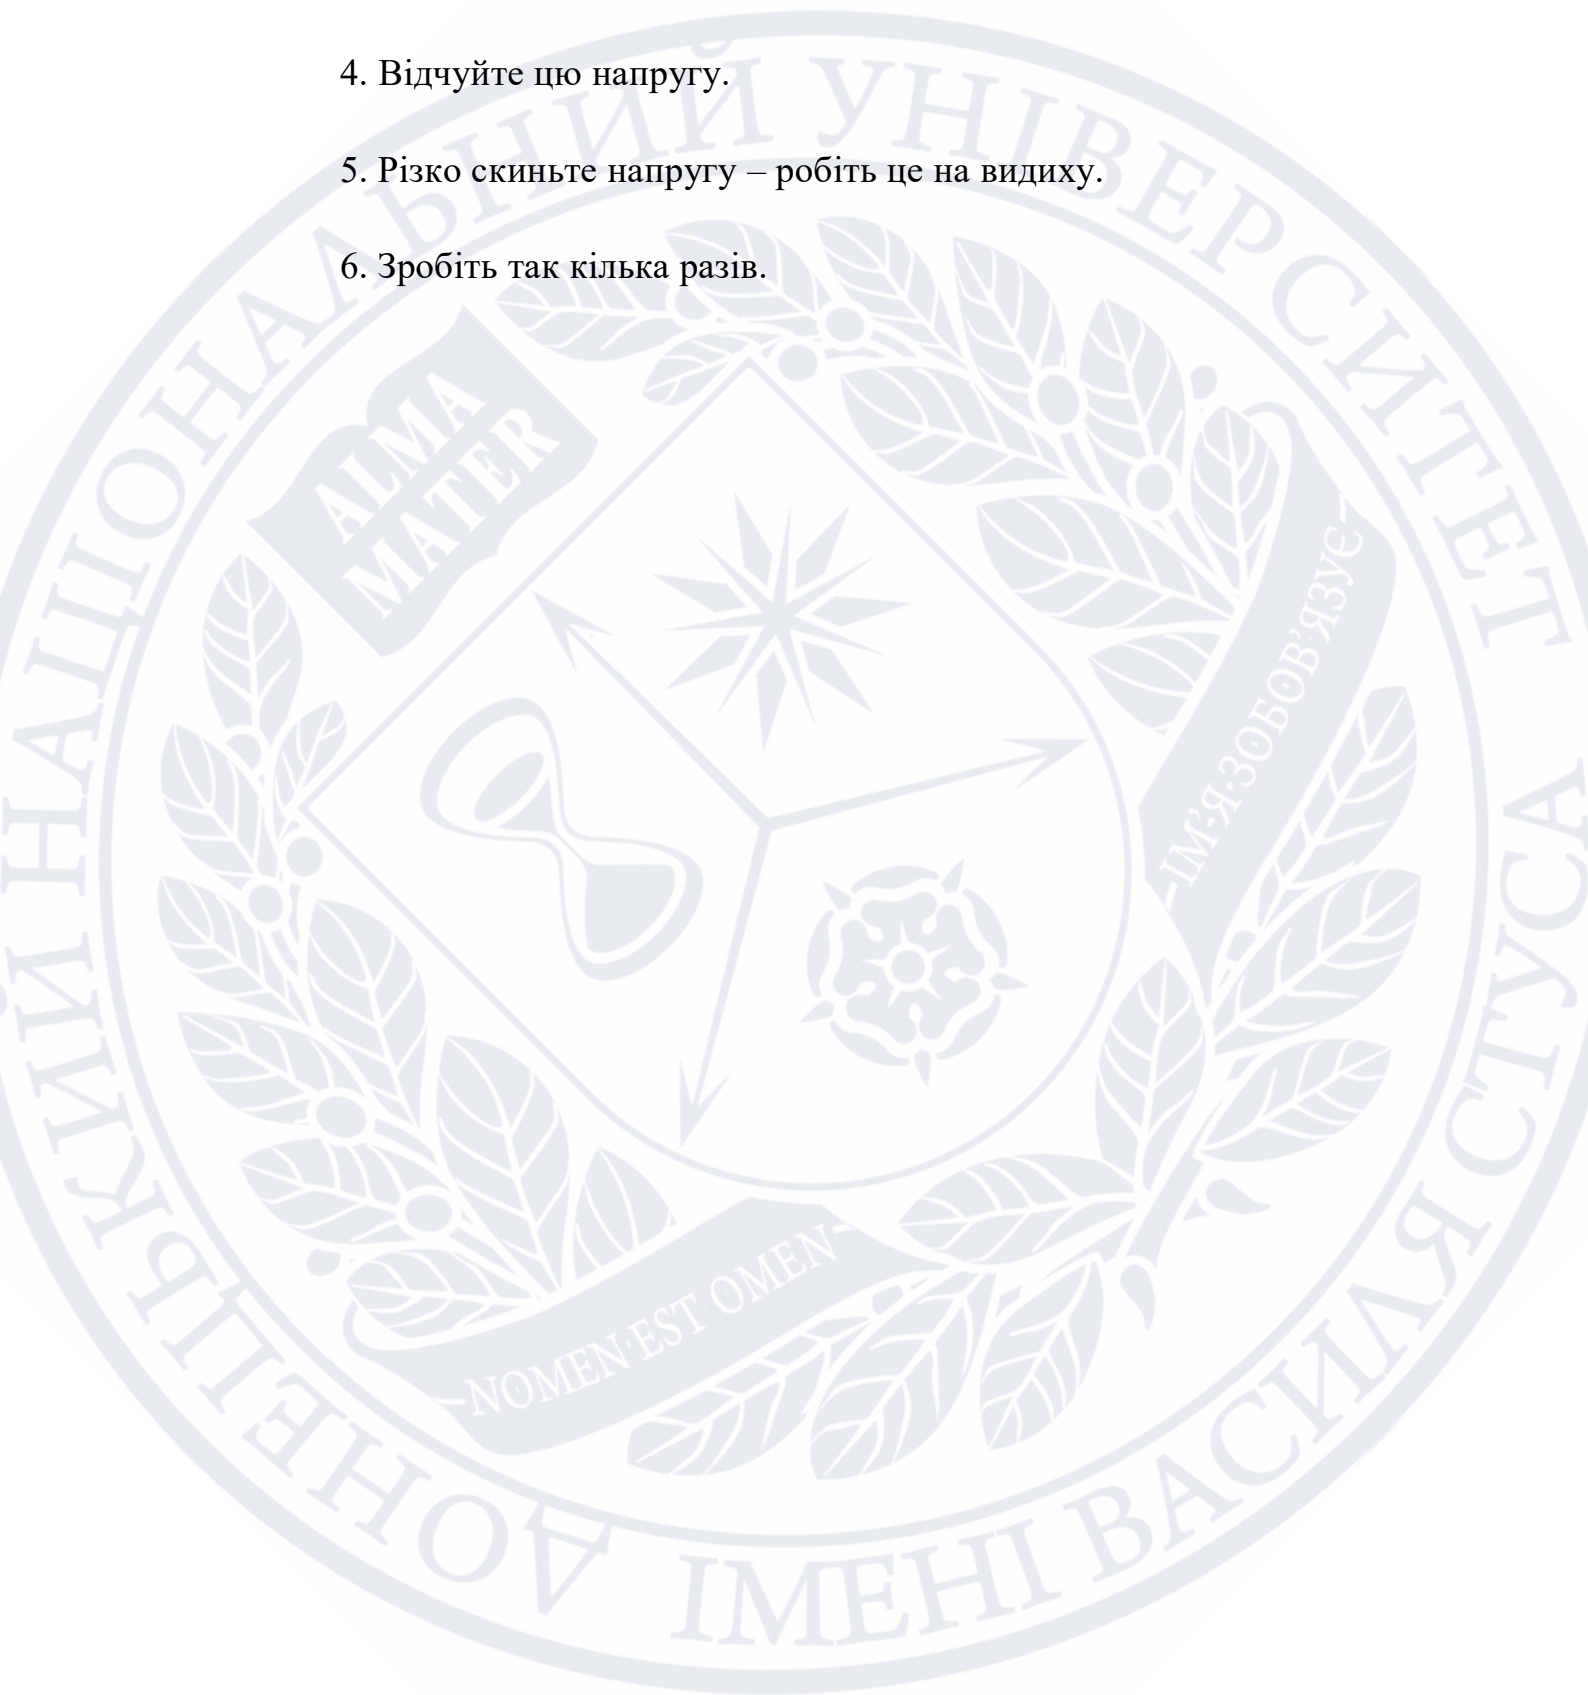 4. Відчуйте цю напругу.
5. Різко скиньте напругу – робіть це на видиху.
6. Зробіть так кілька разів.
ДОНЕЦЬКИЙ НАЦІОНАЛЬНИЙ УНІВЕРСИТЕТ
ІМЕНІ ВАСИЛЯ СТУСА
ALMA
MATER
ІМ'Я ЗОБОВ'ЯЗУЄ
NOMEN EST OMEN